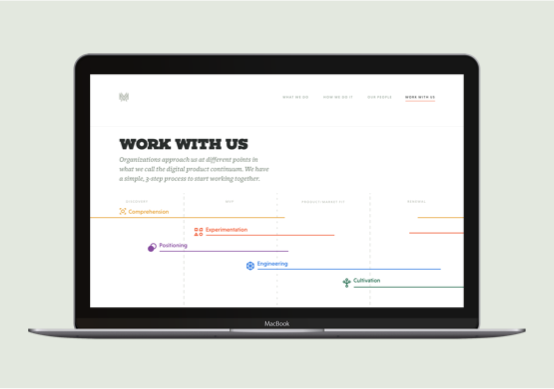 WHAT WE DO HOW WE DO IT OUR PEOPLE WORK WITH US
WORK WITH US
Organizations approach us at different points in
what we call the digital product continuum. We have
a simple, 5-step process to start working together.
DISCOVERY MVP PRODUCT-MARKET FIT RENEWAL
Comprehension
Experimentation
Positioning
Engineering
Cultivation
MacBook